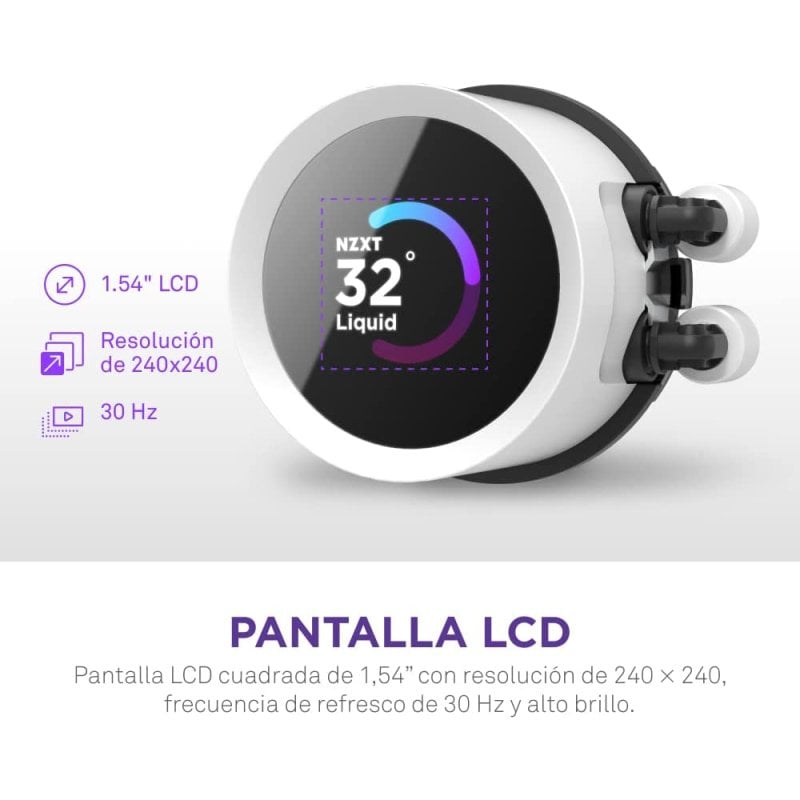 NZXT
32°
Liquid
1.54" LCD
Resolución
de 240x240
30 Hz
PANTALLA LCD
Pantalla LCD cuadrada de 1,54” con resolución de 240 × 240,
frecuencia de refresco de 30 Hz y alto brillo.